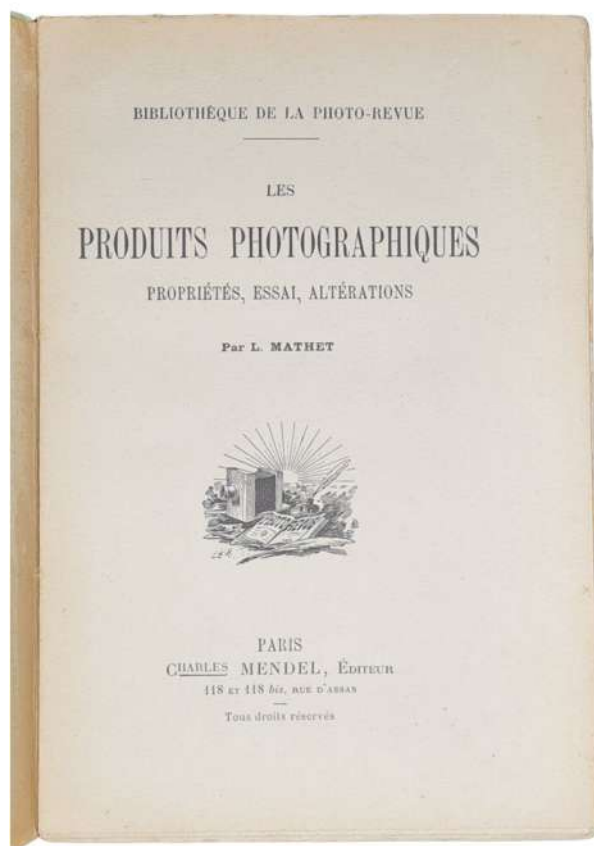 BIBLIOTHÈQUE DE LA PHOTO-REVUE
LES
PRODUITS PHOTOGRAPHIQUES
PROPRIÉTÉS, ESSAI, ALTÉRATIONS
Par L. MATHET
PARIS
CHARLES MENDEL, ÉDITEUR
118 ET 118 bis, RUE D'ASSAS
Tous droits réservés